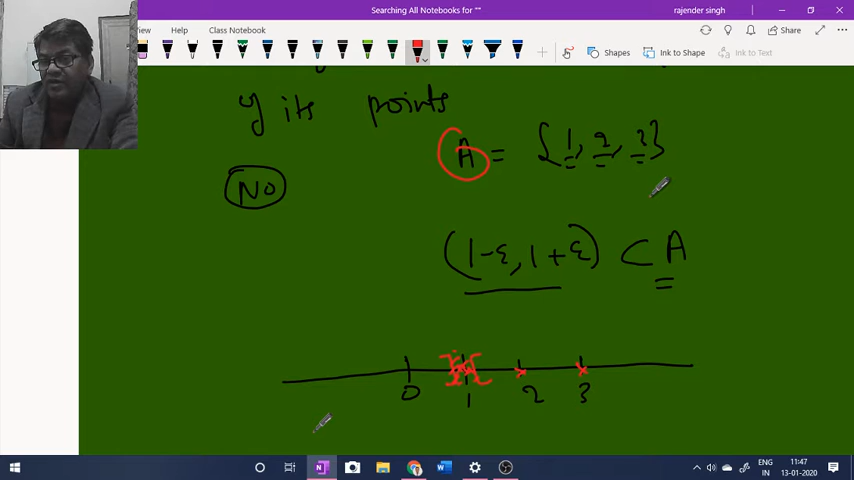 Searching All Notebooks for ""
rajender singh
View Help Class Notebook
Share
Shapes Ink to Shape Ink to Text
y its points
A = {1, 2, 3}
NO
(1-ε, 1+ε) ⊂ A
0 1 2 3
ENG 11:47
IN 13-01-2020